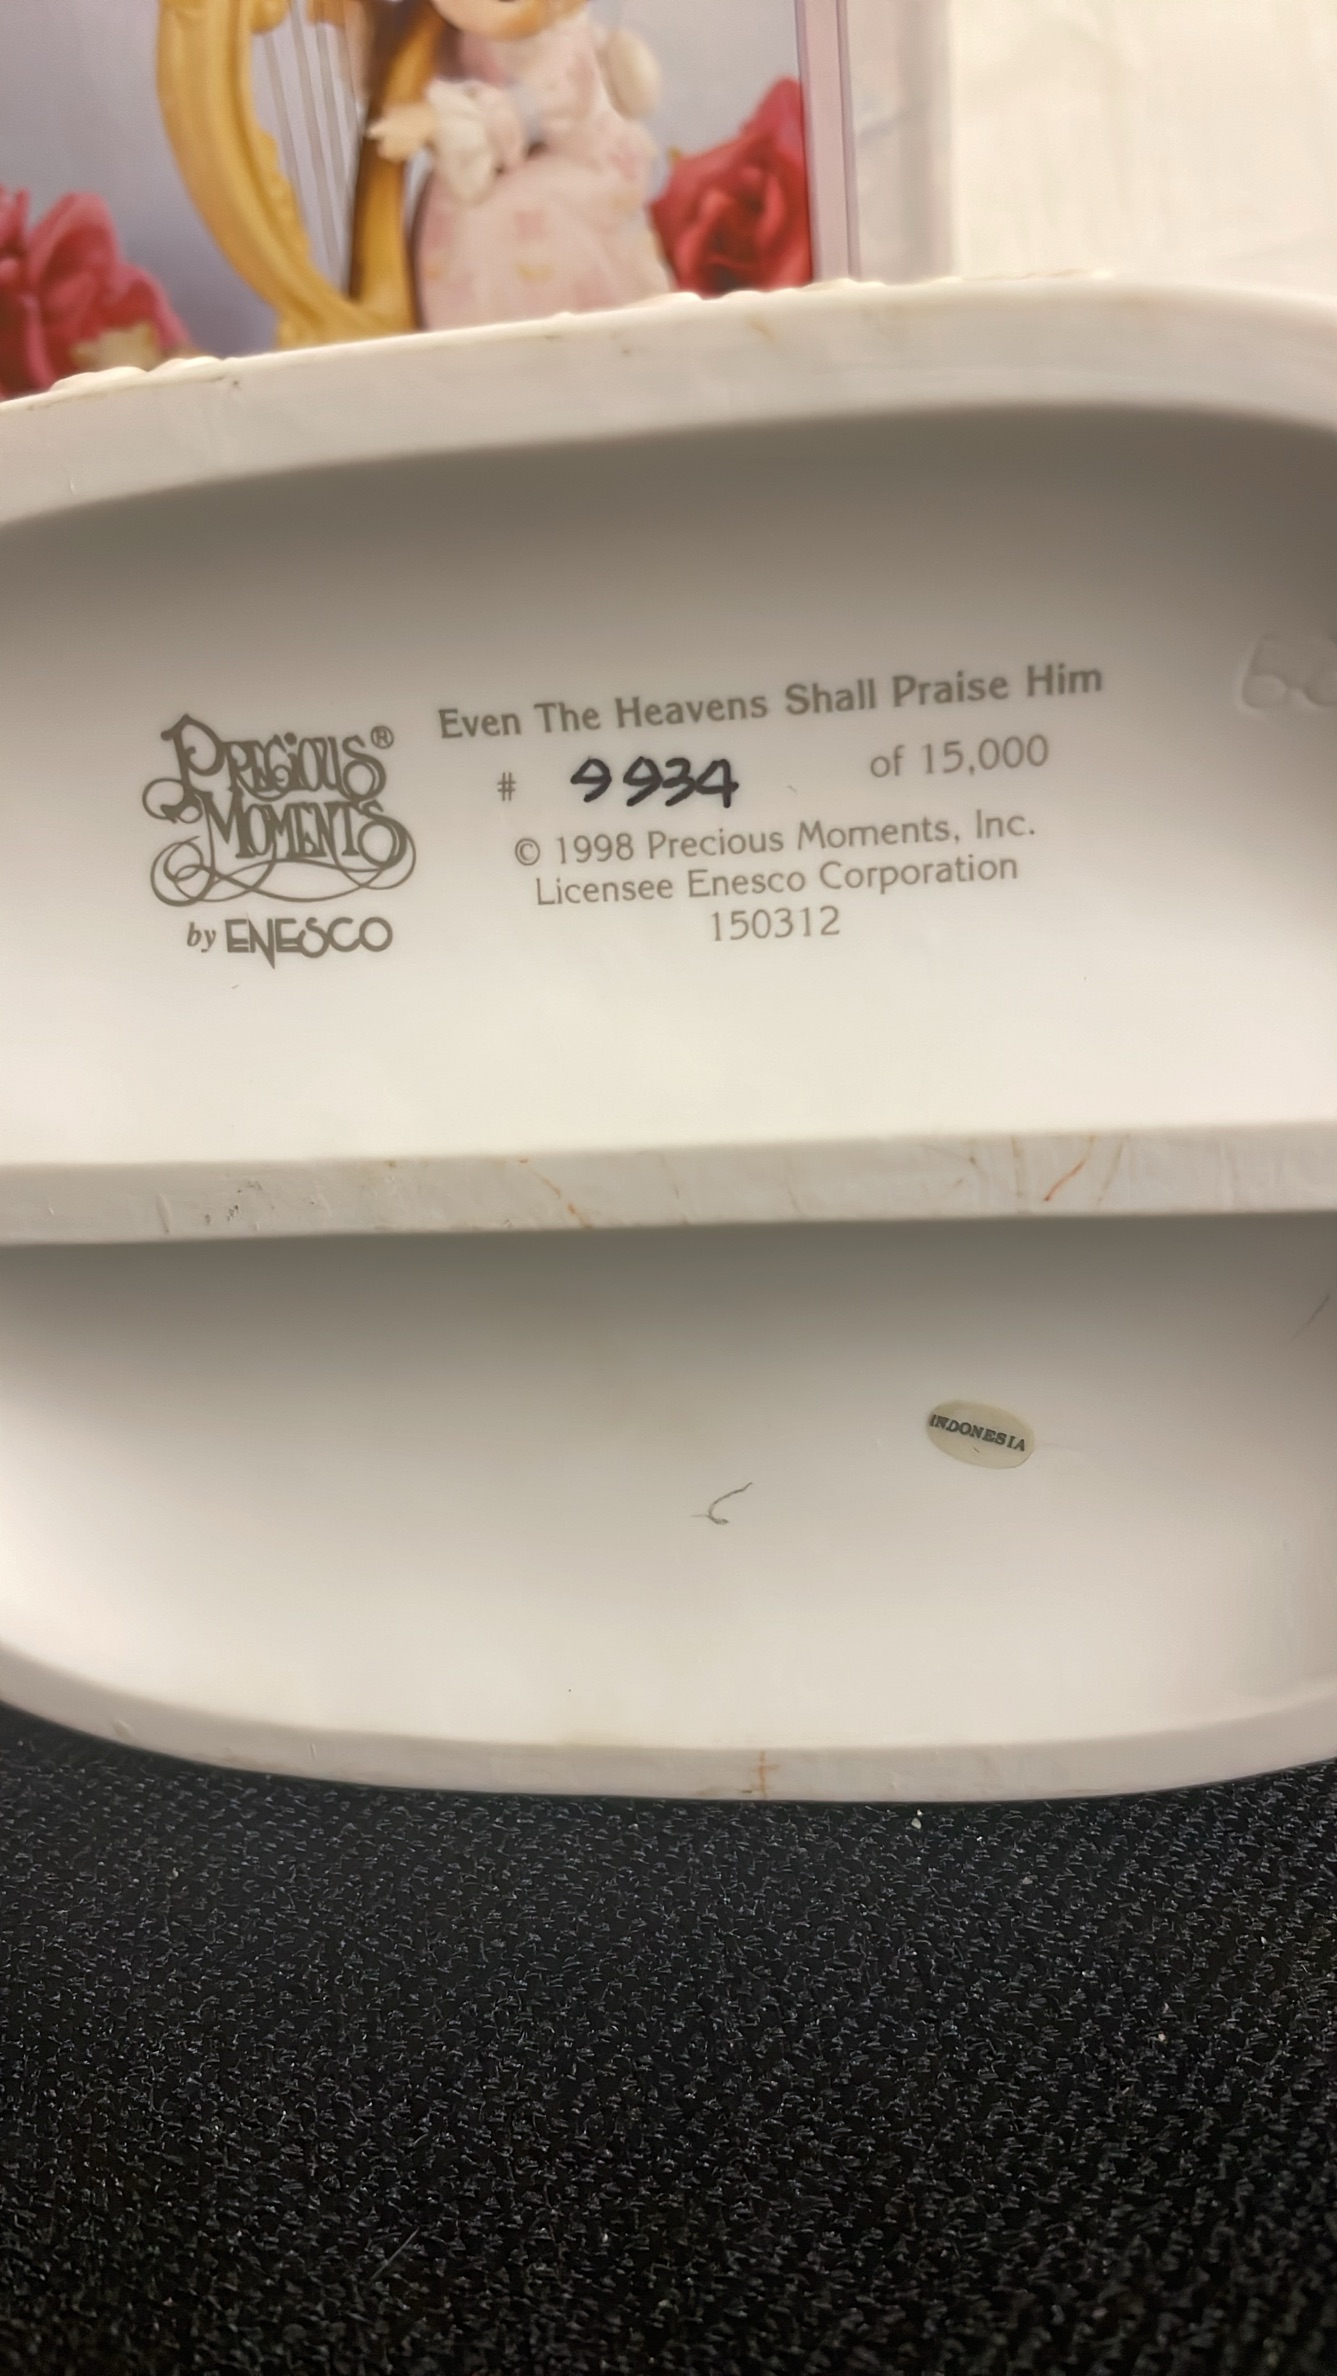 PRECIOUS®
MOMENTS
by ENESCO
Even The Heavens Shall Praise Him
# 9934 of 15,000
© 1998 Precious Moments, Inc.
Licensee Enesco Corporation
150312
INDONESIA